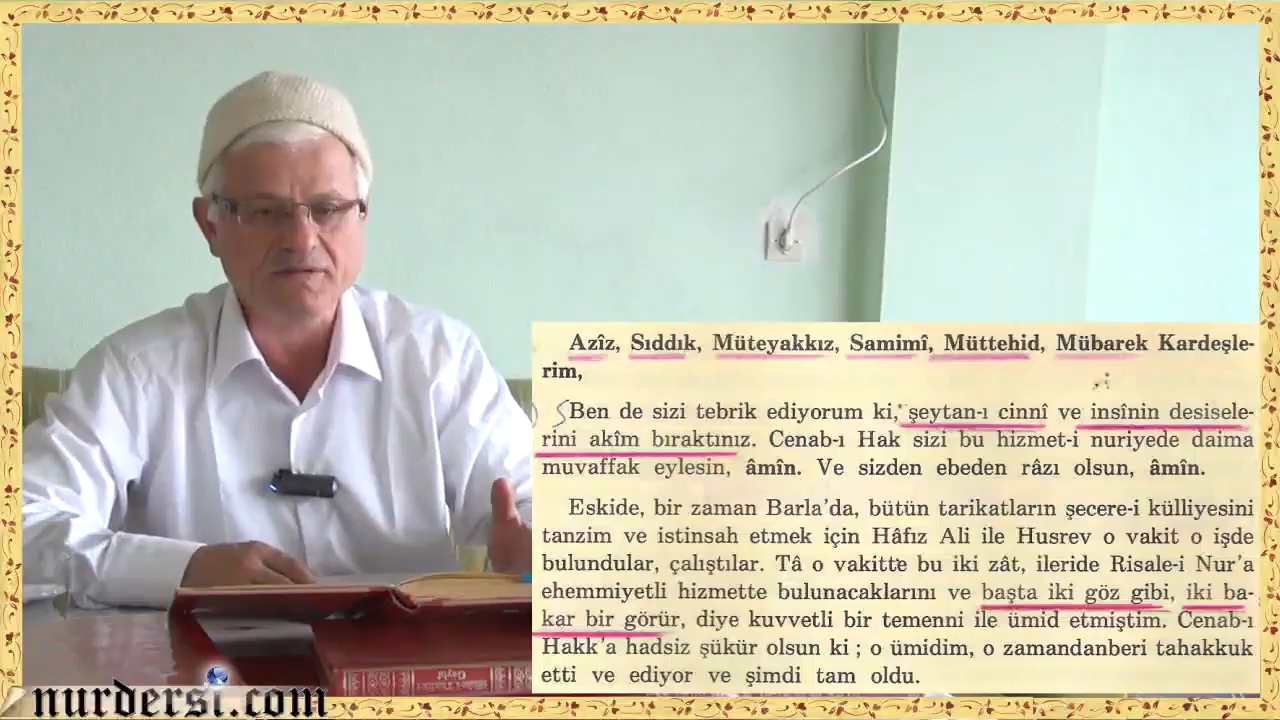 Azîz, Sıddık, Müteyakkız, Samimî, Müttehid, Mübarek Kardeşle-
rim,
Ben de sizi tebrik ediyorum ki, şeytan-ı cinnî ve insînin desisele-
rini akîm bıraktınız. Cenab-ı Hak sizi bu hizmet-i nuriyede daima
muvaffak eylesin, âmîn. Ve sizden ebeden râzı olsun, âmîn.
Eskide, bir zaman Barla'da, bütün tarikatların şecere-i külliyesini
tanzim ve istinsah etmek için Hâfız Ali ile Husrev o vakit o işde
bulundular, çalıştılar. Tâ o vakitte bu iki zât, ileride Risale-i Nur'a
ehemmiyetli hizmette bulunacaklarını ve başta iki göz gibi, iki ba-
kar bir görür, diye kuvvetli bir temenni ile ümid etmiştim. Cenab-ı
Hakk'a hadsiz şükür olsun ki ; o ümidim, o zamandanberi tahakkuk
etti ve ediyor ve şimdi tam oldu.
nurdersi.com